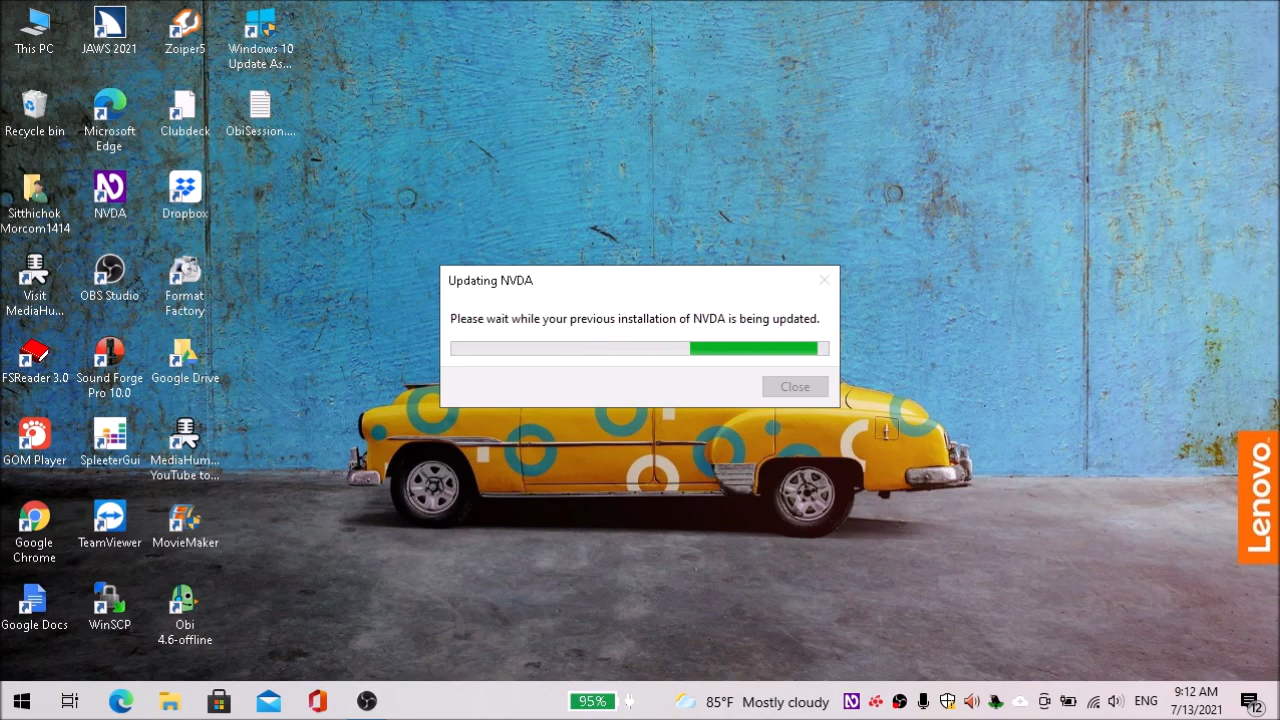 This PC
JAWS 2021
Zoiper5
Windows 10
Update As...
Recycle bin
Microsoft
Edge
Clubdeck
ObiSession....
Sitthichok
Morcom1414
NVDA
Dropbox
Visit
MediaHu...
OBS Studio
Format
Factory
FSReader 3.0
Sound Forge
Pro 10.0
Google Drive
GOM Player
SpleeterGui
MediaHum...
YouTube to...
Google
Chrome
TeamViewer
MovieMaker
Google Docs
WinSCP
Obi
4.6-offline
Updating NVDA
Please wait while your previous installation of NVDA is being updated.
Close
Lenovo
95%
85°F Mostly cloudy
ENG
9:12 AM
7/13/2021
12